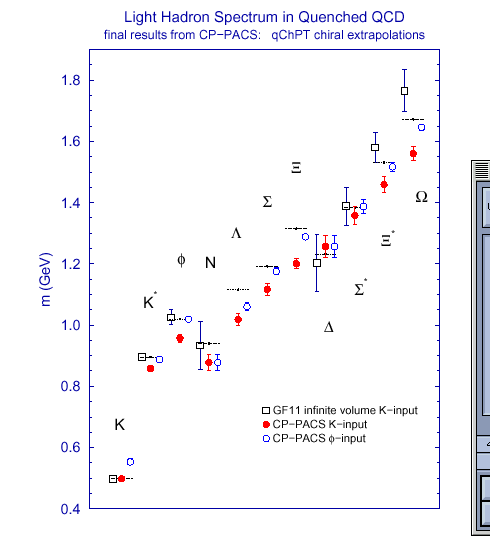 Light Hadron Spectrum in Quenched QCD
final results from CP−PACS: qChPT chiral extrapolations
m (GeV)
1.8
1.6
1.4
1.2
1.0
0.8
0.6
0.4
K
K*
ϕ
N
Λ
Σ
Ξ
Δ
Σ*
Ξ*
Ω
GF11 infinite volume K-input
CP-PACS K-input
CP-PACS ϕ-input